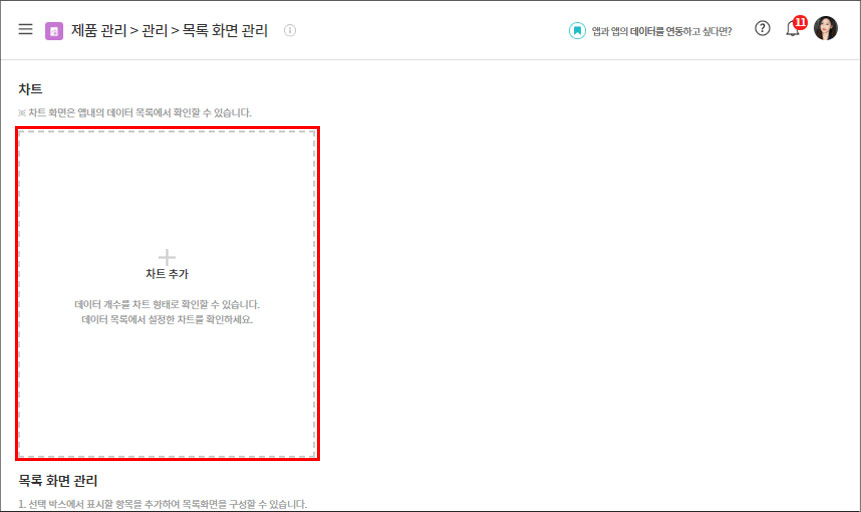 제품 관리 > 관리 > 목록 화면 관리
앱과 앱의 데이터를 연동하고 싶다면?
11
차트
※ 차트 화면은 앱내의 데이터 목록에서 확인할 수 있습니다.
차트 추가
데이터 개수를 차트 형태로 확인할 수 있습니다.
데이터 목록에서 설정한 차트를 확인하세요.
목록 화면 관리
1. 선택 박스에서 표시할 항목을 추가하여 목록화면을 구성할 수 있습니다.